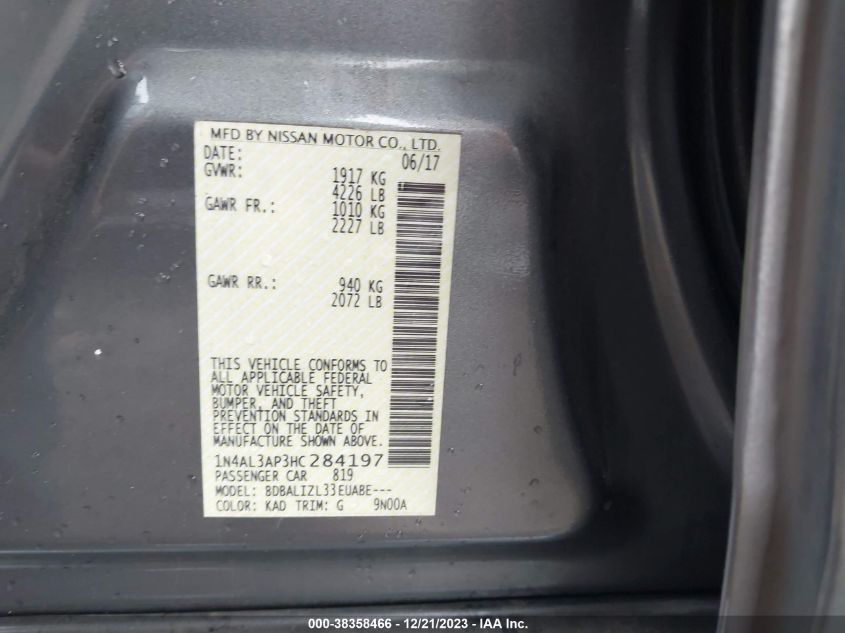 MFD BY NISSAN MOTOR CO., LTD.
DATE: 06/17
GVWR: 1917 KG
4226 LB
GAWR FR.: 1010 KG
2227 LB
GAWR RR.: 940 KG
2072 LB
THIS VEHICLE CONFORMS TO
ALL APPLICABLE FEDERAL
MOTOR VEHICLE SAFETY,
BUMPER, AND THEFT
PREVENTION STANDARDS IN
EFFECT ON THE DATE OF
MANUFACTURE SHOWN ABOVE.
1N4AL3AP3HC284197
PASSENGER CAR 819
MODEL: BDBALIZL33EUABE---
COLOR: KAD TRIM: G 9N00A
000-38358466 - 12/21/2023 - IAA Inc.